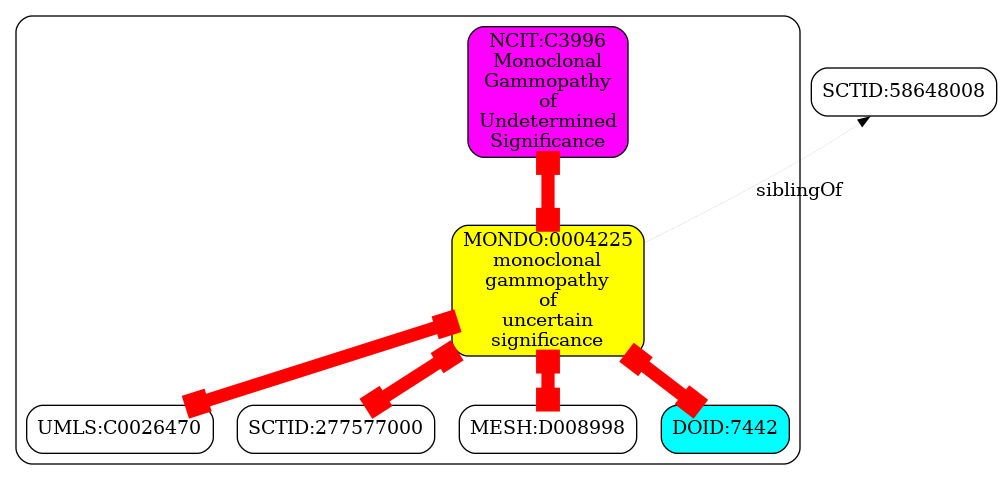 NCIT:C3996
Monoclonal
Gammopathy
of
Undetermined
Significance
SCTID:58648008
siblingOf
MONDO:0004225
monoclonal
gammopathy
of
uncertain
significance
UMLS:C0026470
SCTID:277577000
MESH:D008998
DOID:7442